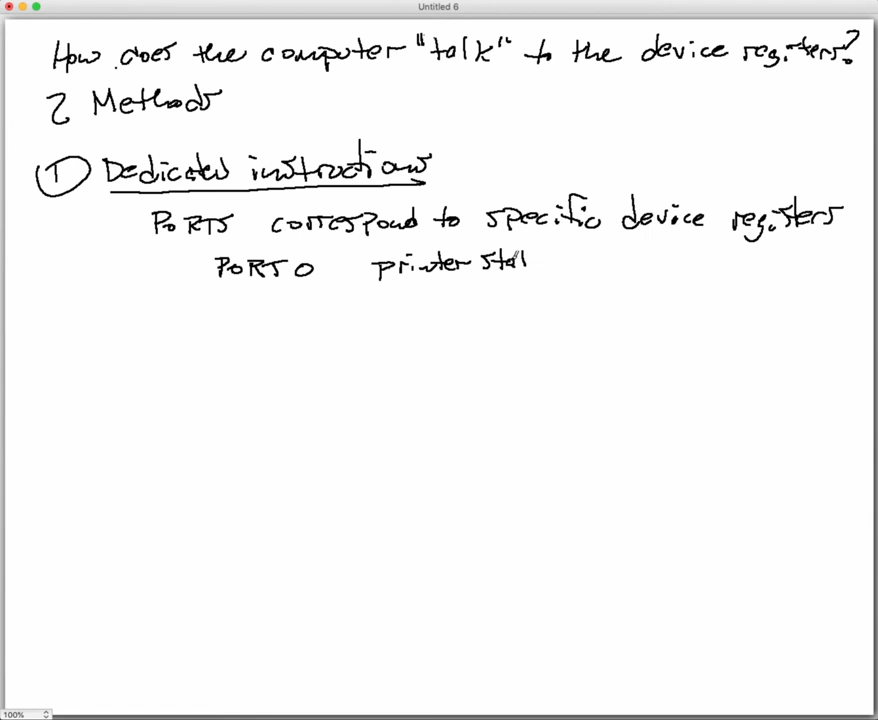 Untitled 6
How does the computer "talk" to the device registers?
2 Methods
① Dedicated instructions
PORTS correspond to specific device registers
PORT 0 printer stat
100%